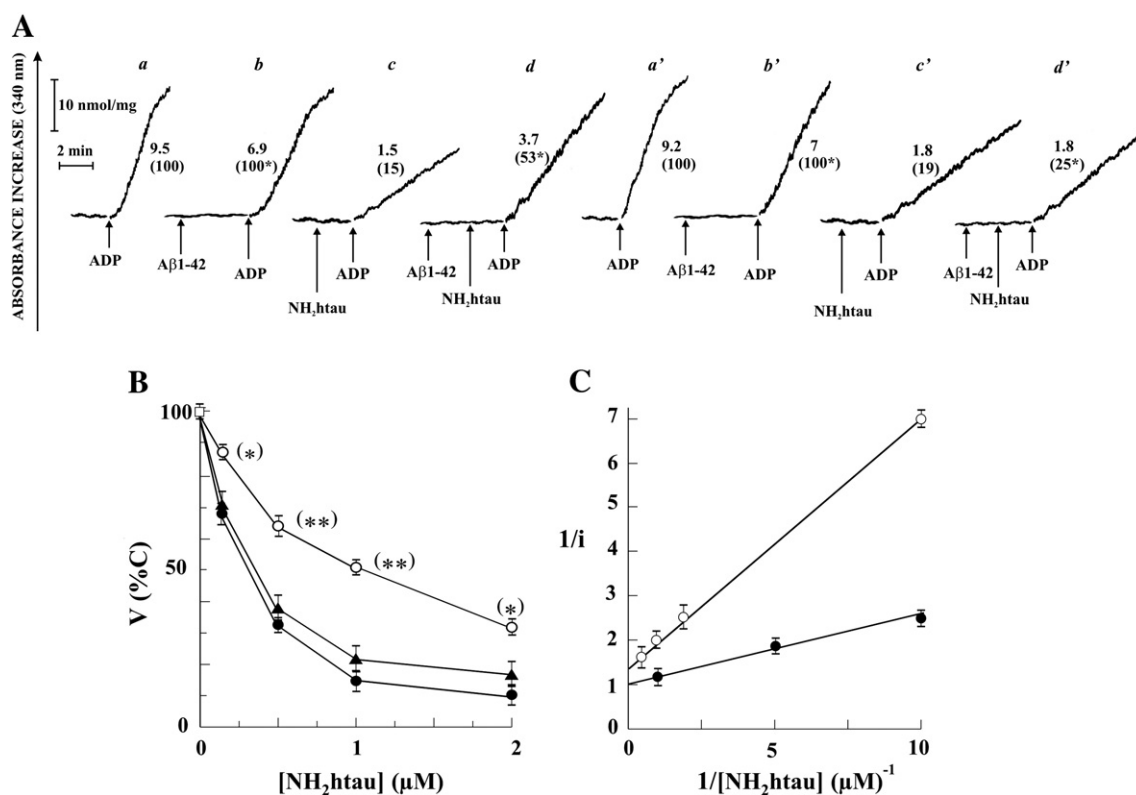 A
ABSORBANCE INCREASE (340 nm)
a b c d a' b' c' d'
10 nmol/mg
2 min
9.5
(100)
6.9
(100*)
1.5
(15)
3.7
(53*)
9.2
(100)
7
(100*)
1.8
(19)
1.8
(25*)
ADP
Aβ1-42
ADP
NH2htau
ADP
Aβ1-42
NH2htau
ADP
ADP
Aβ1-42
ADP
NH2htau
ADP
Aβ1-42
NH2htau
ADP
B
V (%C)
100
50
0
(*)
(**)
(**)
(*)
0 1 2
[NH2htau] (μM)
C
1/i
7
6
5
4
3
2
1
0
0 5 10
1/[NH2htau] (μM)-1